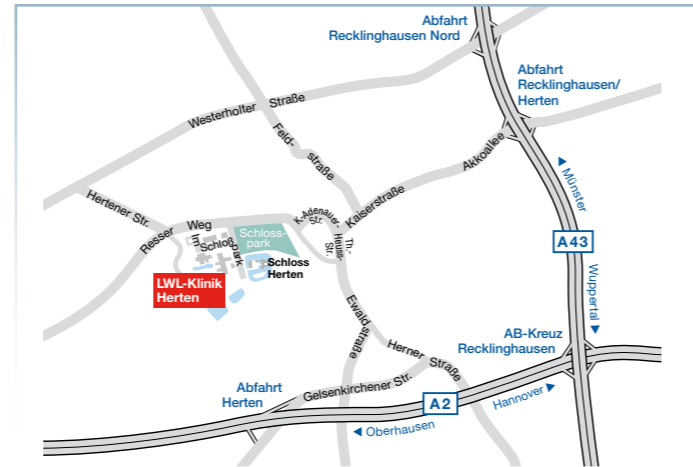 Abfahrt
Recklinghausen Nord
Abfahrt
Recklinghausen/
Herten
Westerholter Straße
Feld-
straße
Akkoallee
Münster
Hertener Str.
Kaiserstraße
K-Adenauer-
Str.
Resser Weg
Im Schloß-
park
Schloss-
park
Th.-
Heuss-
Str.
A43
Schloss
Herten
Wuppertal
LWL-Klinik
Herten
Ewald
straße
AB-Kreuz
Recklinghausen
Herner Straße
Abfahrt
Herten
Gelsenkirchener Str.
A2
Hannover
Oberhausen